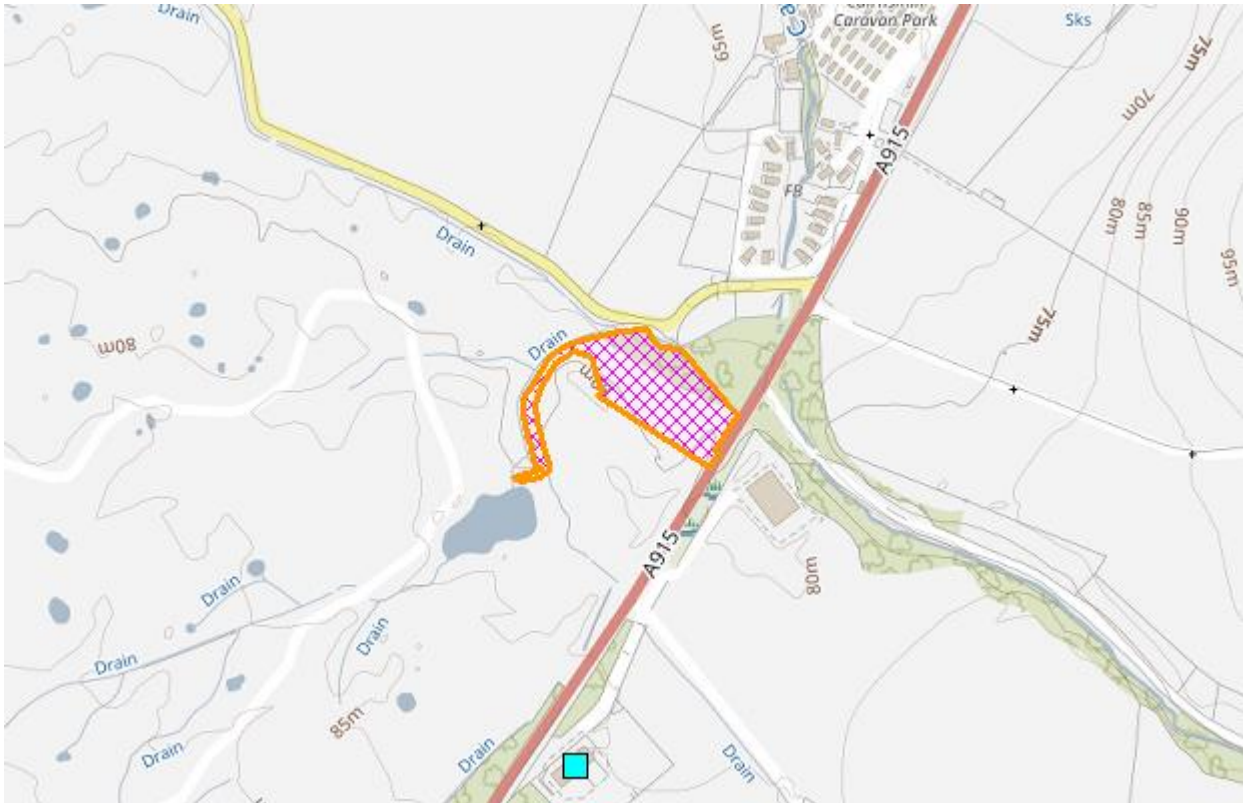 Drain
Caravan Park
Sks
65m
75m
70m
A915
FB
80m
85m
90m
95m
Drain
75m
80m
Drain
A915
80m
Drain
Drain
Drain
85m
Drain
Drain
Drain